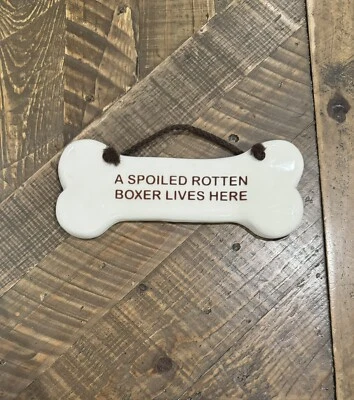 A SPOILED ROTTEN
BOXER LIVES HERE